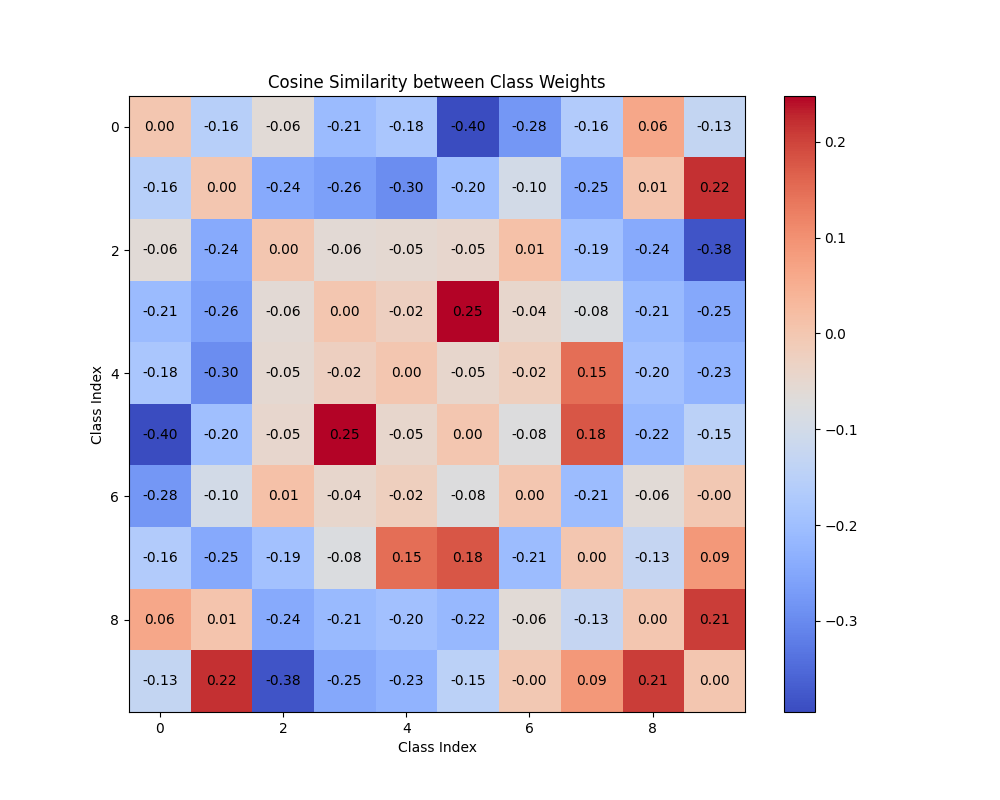 Cosine Similarity between Class Weights
0 0.00 -0.16 -0.06 -0.21 -0.18 -0.40 -0.28 -0.16 0.06 -0.13 0.2
-0.16 0.00 -0.24 -0.26 -0.30 -0.20 -0.10 -0.25 0.01 0.22
2 -0.06 -0.24 0.00 -0.06 -0.05 -0.05 0.01 -0.19 -0.24 -0.38 0.1
-0.21 -0.26 -0.06 0.00 -0.02 0.25 -0.04 -0.08 -0.21 -0.25 0.0
4 -0.18 -0.30 -0.05 -0.02 0.00 -0.05 -0.02 0.15 -0.20 -0.23
Class Index
-0.40 -0.20 -0.05 0.25 -0.05 0.00 -0.08 0.18 -0.22 -0.15 −0.1
6 -0.28 -0.10 0.01 -0.04 -0.02 -0.08 0.00 -0.21 -0.06 -0.00 −0.2
-0.16 -0.25 -0.19 -0.08 0.15 0.18 -0.21 0.00 -0.13 0.09
8 0.06 0.01 -0.24 -0.21 -0.20 -0.22 -0.06 -0.13 0.00 0.21 −0.3
-0.13 0.22 -0.38 -0.25 -0.23 -0.15 -0.00 0.09 0.21 0.00
0 2 4 6 8
Class Index